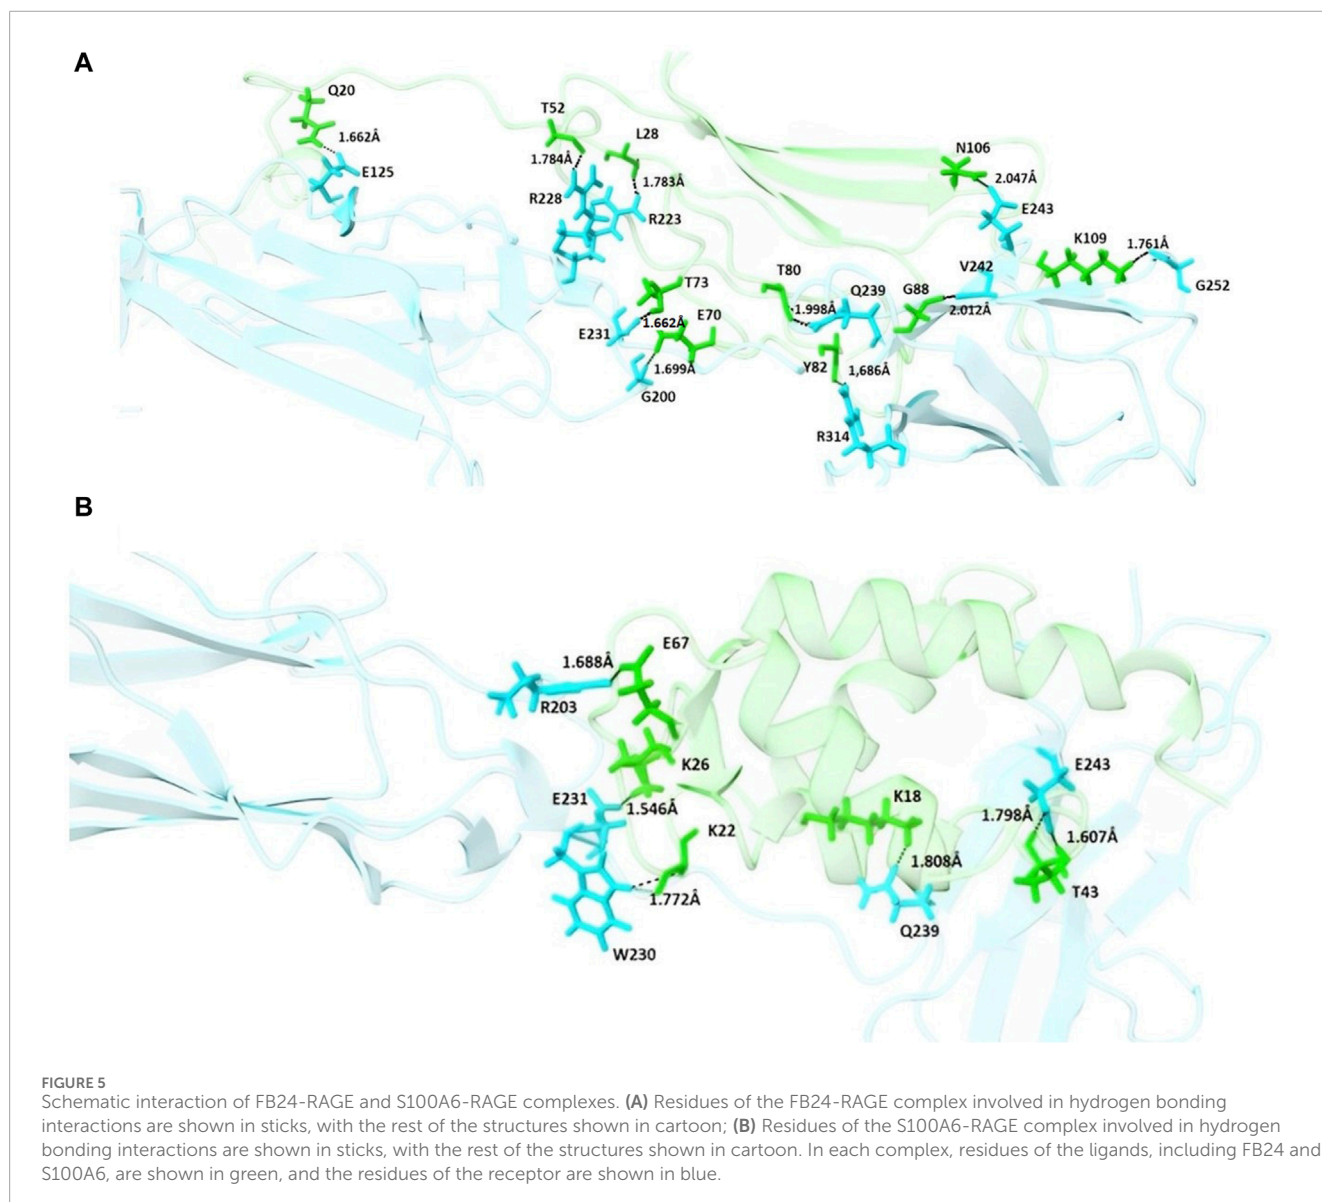 A
Q20
1.662Å
E125
T52
L28
1.784Å
1.783Å
R228
R223
N106
2.047Å
E243
K109
1.761Å
G252
V242
T80
Q239
G88
1.998Å
2.012Å
T73
E231
1.662Å
E70
1.699Å
G200
Y82
1,686Å
R314
B
E67
1.688Å
R203
K26
E231
1.546Å
K22
1.772Å
W230
K18
1.808Å
Q239
E243
1.798Å
1.607Å
T43
FIGURE 5
Schematic interaction of FB24-RAGE and S100A6-RAGE complexes. (A) Residues of the FB24-RAGE complex involved in hydrogen bonding
interactions are shown in sticks, with the rest of the structures shown in cartoon; (B) Residues of the S100A6-RAGE complex involved in hydrogen
bonding interactions are shown in sticks, with the rest of the structures shown in cartoon. In each complex, residues of the ligands, including FB24 and
S100A6, are shown in green, and the residues of the receptor are shown in blue.